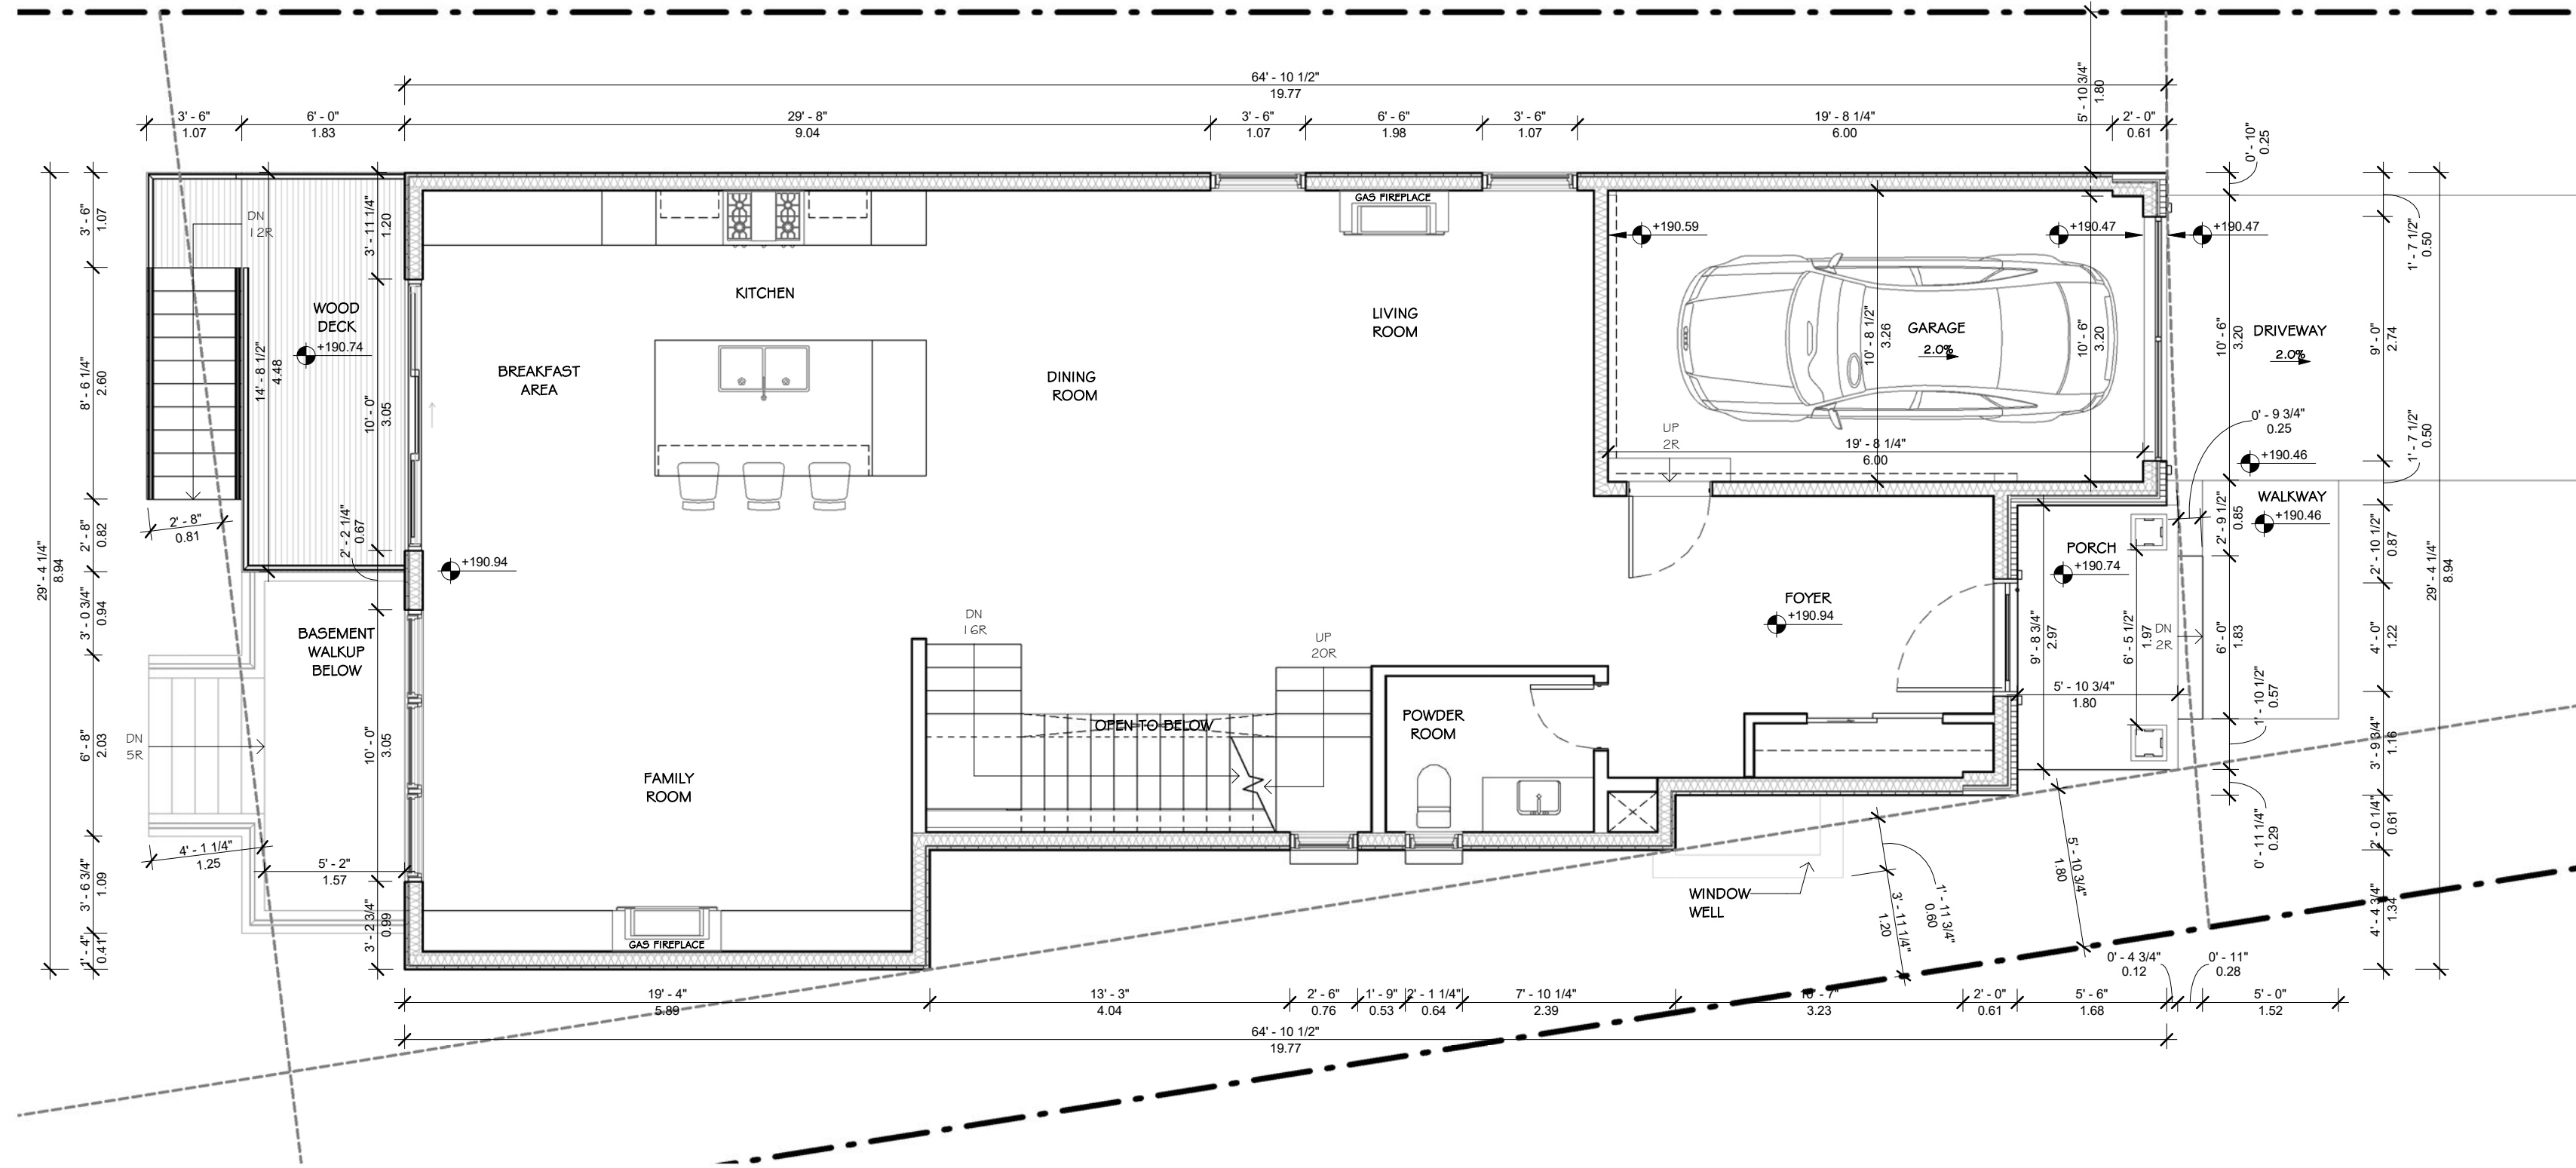 64' - 10 1/2"
19.77
5' - 10 3/4"
1.80
3' - 6"
1.07
6' - 0"
1.83
29' - 8"
9.04
3' - 6"
1.07
6' - 6"
1.98
3' - 6"
1.07
19' - 8 1/4"
6.00
2' - 0"
0.61
0' - 10"
0.25
29' - 4 1/4"
8.94
3' - 6"
1.07
8' - 6 1/4"
2.60
2' - 8"
0.82
3' - 0 3/4"
0.94
6' - 8"
2.03
3' - 6 3/4"
1.09
1' - 4"
0.41
DN
12R
WOOD
DECK
+190.74
14' - 8 1/2"
4.48
3' - 11 1/4"
1.20
10' - 0"
3.05
2' - 2 1/4"
0.67
10' - 0"
3.05
3' - 2 3/4"
0.99
2' - 8"
0.81
BASEMENT
WALKUP
BELOW
DN
5R
4' - 1 1/4"
1.25
5' - 2"
1.57
KITCHEN
BREAKFAST
AREA
+190.94
DINING
ROOM
LIVING
ROOM
GAS FIREPLACE
FAMILY
ROOM
GAS FIREPLACE
DN
16R
OPEN TO BELOW
UP
20R
POWDER
ROOM
FOYER
+190.94
+190.59
+190.47
+190.47
GARAGE
2.0%
10' - 8 1/2"
3.26
10' - 6"
3.20
19' - 8 1/4"
6.00
UP
2R
DRIVEWAY
2.0%
10' - 6"
3.20
9' - 0"
2.74
1' - 7 1/2"
0.50
1' - 7 1/2"
0.50
0' - 9 3/4"
0.25
+190.46
WALKWAY
+190.46
PORCH
+190.74
9' - 8 3/4"
2.97
6' - 5 1/2"
1.97
DN
2R
5' - 10 3/4"
1.80
2' - 9 1/2"
0.85
6' - 0"
1.83
1' - 10 1/2"
0.57
0' - 11 1/4"
0.29
2' - 10 1/2"
0.87
4' - 0"
1.22
3' - 9 3/4"
1.16
2' - 0 1/4"
0.61
4' - 4 3/4"
1.34
29' - 4 1/4"
8.94
WINDOW
WELL
1' - 11 3/4"
0.60
3' - 11 1/4"
1.20
5' - 10 3/4"
1.80
0' - 4 3/4"
0.12
0' - 11"
0.28
19' - 4"
5.89
13' - 3"
4.04
2' - 6"
0.76
1' - 9"
0.53
2' - 1 1/4"
0.64
7' - 10 1/4"
2.39
10' - 7"
3.23
2' - 0"
0.61
5' - 6"
1.68
5' - 0"
1.52
64' - 10 1/2"
19.77